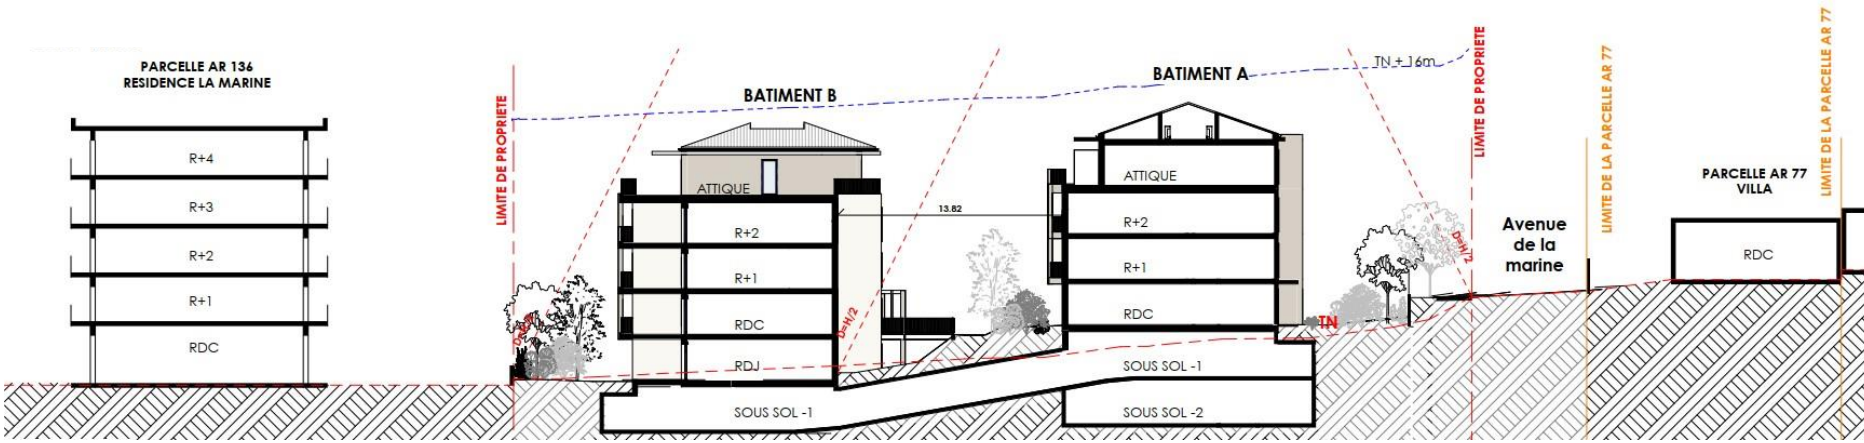 PARCELLE AR 136
RESIDENCE LA MARINE
R+4
R+3
R+2
R+1
RDC
LIMITE DE PROPRIETE
BATIMENT B
ATTIQUE
R+2
R+1
RDC
RDJ
SOUS SOL -1
D=H/2
13.82
BATIMENT A
TN + 16m
ATTIQUE
R+2
R+1
RDC
SOUS SOL -1
SOUS SOL -2
TN
D=H/2
LIMITE DE PROPRIETE
Avenue
de la
marine
LIMITE DE LA PARCELLE AR 77
PARCELLE AR 77
VILLA
RDC
LIMITE DE LA PARCELLE AR 77